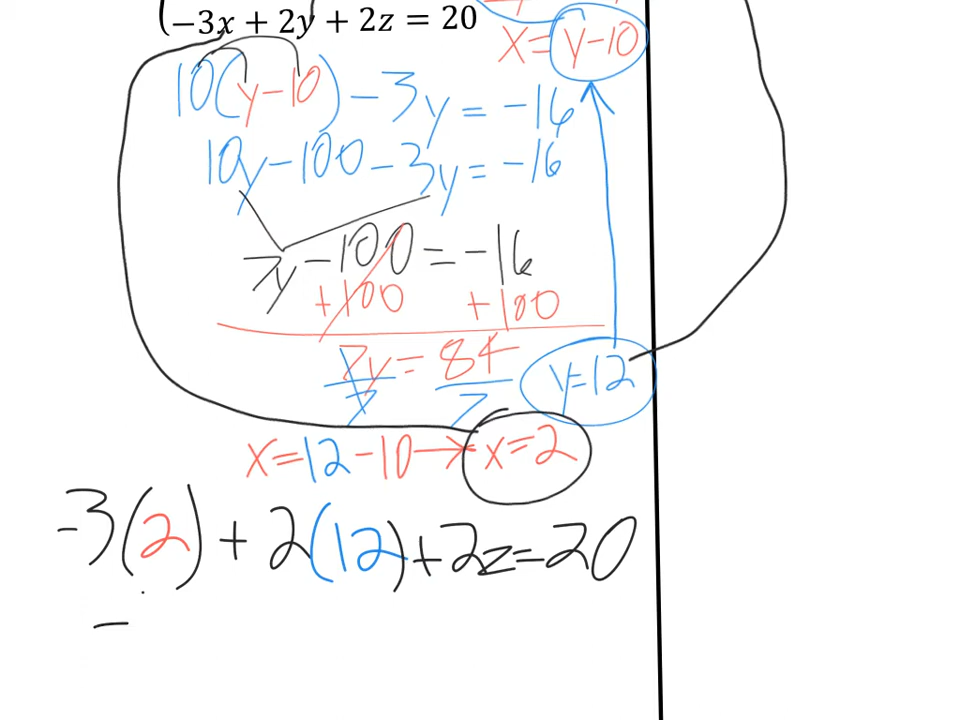 (−3x + 2y + 2z = 20
x=y-10
10(y-10)-3y=-16
10y-100-3y=-16
7y-100=-16
+100 +100
7y=84 y=12
7 7
x=12-10→x=2
-3(2)+2(12)+2z=20
-